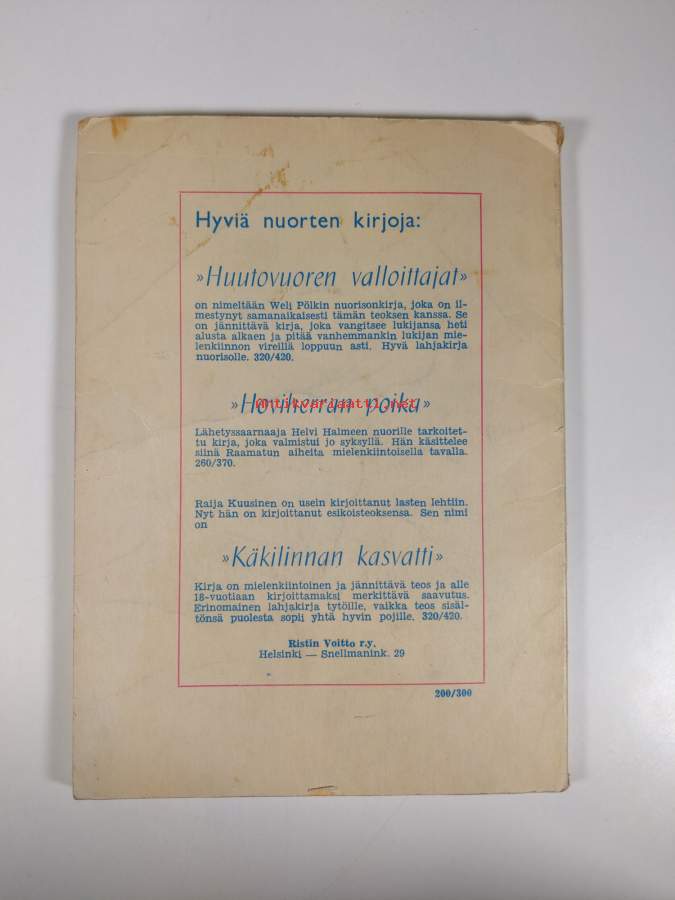 Hyviä nuorten kirjoja:
»Huutovuoren valloittajat»
on nimeltään Weli Pölkin nuorisonkirja, joka on il-
mestynyt samanaikaisesti tämän teoksen kanssa. Se
on jännittävä kirja, joka vangitsee lukijansa heti
alusta alkaen ja pitää vanhemmankin lukijan mie-
lenkiinnon vireillä loppuun asti. Hyvä lahjakirja
nuorisolle. 320/420.
»Hoviherran poika»
antikvariaatti.net
Lähetyssaarnaaja Helvi Halmeen nuorille tarkoitet-
tu kirja, joka valmistui jo syksyllä. Hän käsittelee
siinä Raamatun aiheita mielenkiintoisella tavalla.
260/370.
Raija Kuusinen on usein kirjoittanut lasten lehtiin.
Nyt hän on kirjoittanut esikoisteoksensa. Sen nimi
on
»Käkilinnan kasvatti»
Kirja on mielenkiintoinen ja jännittävä teos ja alle
18-vuotiaan kirjoittamaksi merkittävä saavutus.
Erinomainen lahjakirja tytöille, vaikka teos sisäl-
tönsä puolesta sopii yhtä hyvin pojille. 320/420.
Ristin Voitto r.y.
Helsinki — Snellmanink. 29
200/300